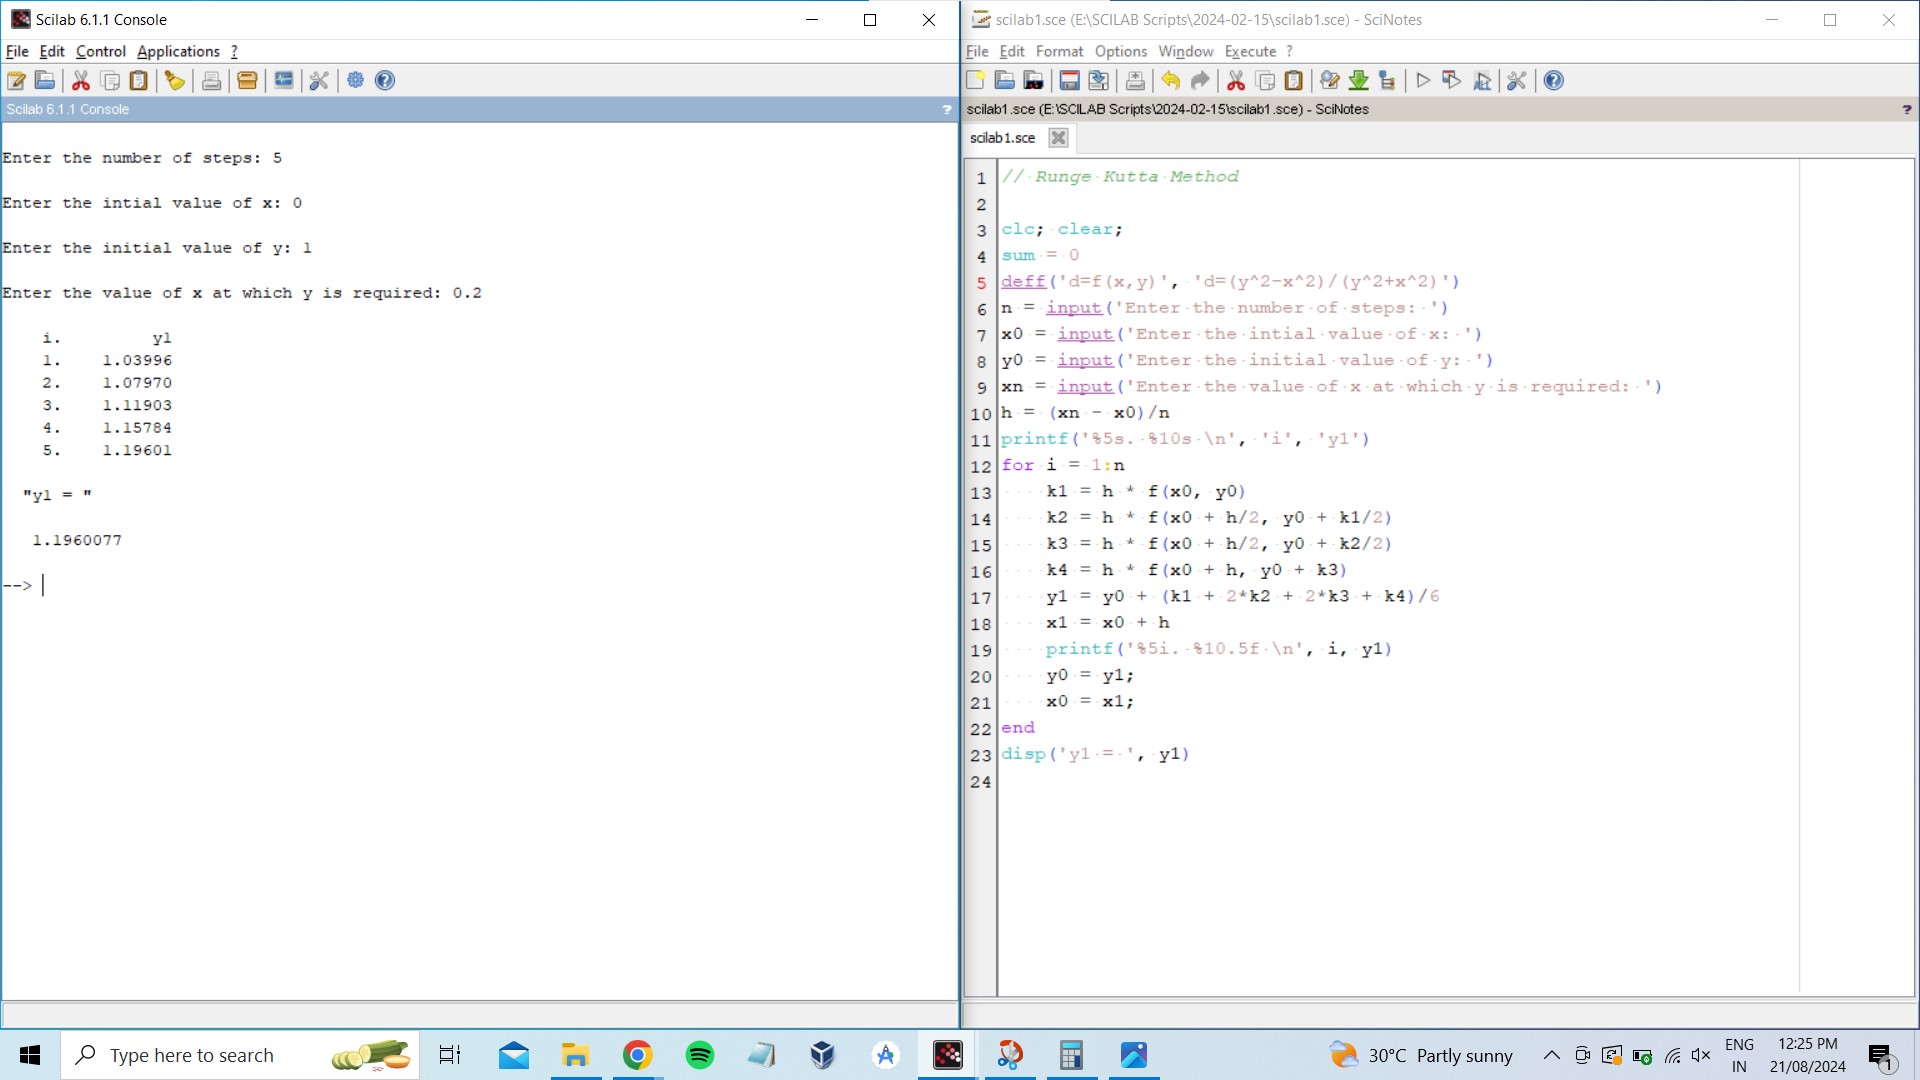 Scilab 6.1.1 Console
File Edit Control Applications ?
Scilab 6.1.1 Console ?
Enter the number of steps: 5
Enter the intial value of x: 0
Enter the initial value of y: 1
Enter the value of x at which y is required: 0.2
i. y1
1. 1.03996
2. 1.07970
3. 1.11903
4. 1.15784
5. 1.19601
"y1 = "
1.1960077
-->
scilab1.sce (E:\SCILAB Scripts\2024-02-15\scilab1.sce) - SciNotes
File Edit Format Options Window Execute ?
scilab1.sce (E:\SCILAB Scripts\2024-02-15\scilab1.sce) - SciNotes ?
scilab1.sce
1 // Runge Kutta Method
2
3 clc; clear;
4 sum = 0
5 deff('d=f(x,y)', 'd=(y^2-x^2)/(y^2+x^2)')
6 n = input('Enter the number of steps: ')
7 x0 = input('Enter the intial value of x: ')
8 y0 = input('Enter the initial value of y: ')
9 xn = input('Enter the value of x at which y is required: ')
10 h = (xn - x0)/n
11 printf('%5s. %10s \n', 'i', 'y1')
12 for i = 1:n
13 k1 = h * f(x0, y0)
14 k2 = h * f(x0 + h/2, y0 + k1/2)
15 k3 = h * f(x0 + h/2, y0 + k2/2)
16 k4 = h * f(x0 + h, y0 + k3)
17 y1 = y0 + (k1 + 2*k2 + 2*k3 + k4)/6
18 x1 = x0 + h
19 printf('%5i. %10.5f \n', i, y1)
20 y0 = y1;
21 x0 = x1;
22 end
23 disp('y1 = ', y1)
24
Type here to search
30°C Partly sunny
ENG
IN
12:25 PM
21/08/2024
1